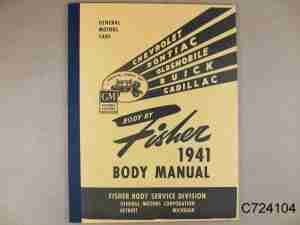 GENERAL
MOTORS
CARS
CHEVROLET
PONTIAC
OLDSMOBILE
BUICK
CADILLAC
GM
BODY BY
Fisher
1941
BODY MANUAL
FISHER BODY SERVICE DIVISION
GENERAL MOTORS CORPORATION
DETROIT MICHIGAN
C724104